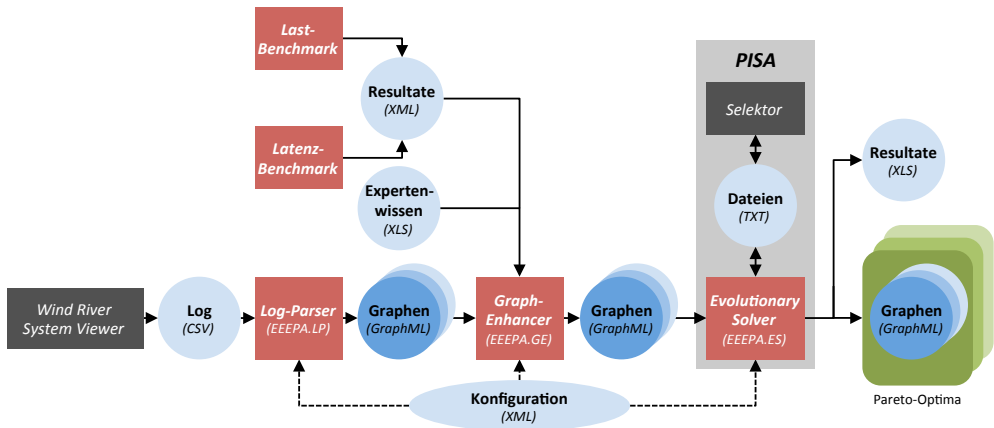 Last-
Benchmark
Resultate
(XML)
Latenz-
Benchmark
Experten-
wissen
(XLS)
PISA
Selektor
Dateien
(TXT)
Resultate
(XLS)
Wind River
System Viewer
Log
(CSV)
Log-Parser
(EEEPA.LP)
Graphen
(GraphML)
Graph-
Enhancer
(EEEPA.GE)
Graphen
(GraphML)
Evolutionary
Solver
(EEEPA.ES)
Graphen
(GraphML)
Pareto-Optima
Konfiguration
(XML)